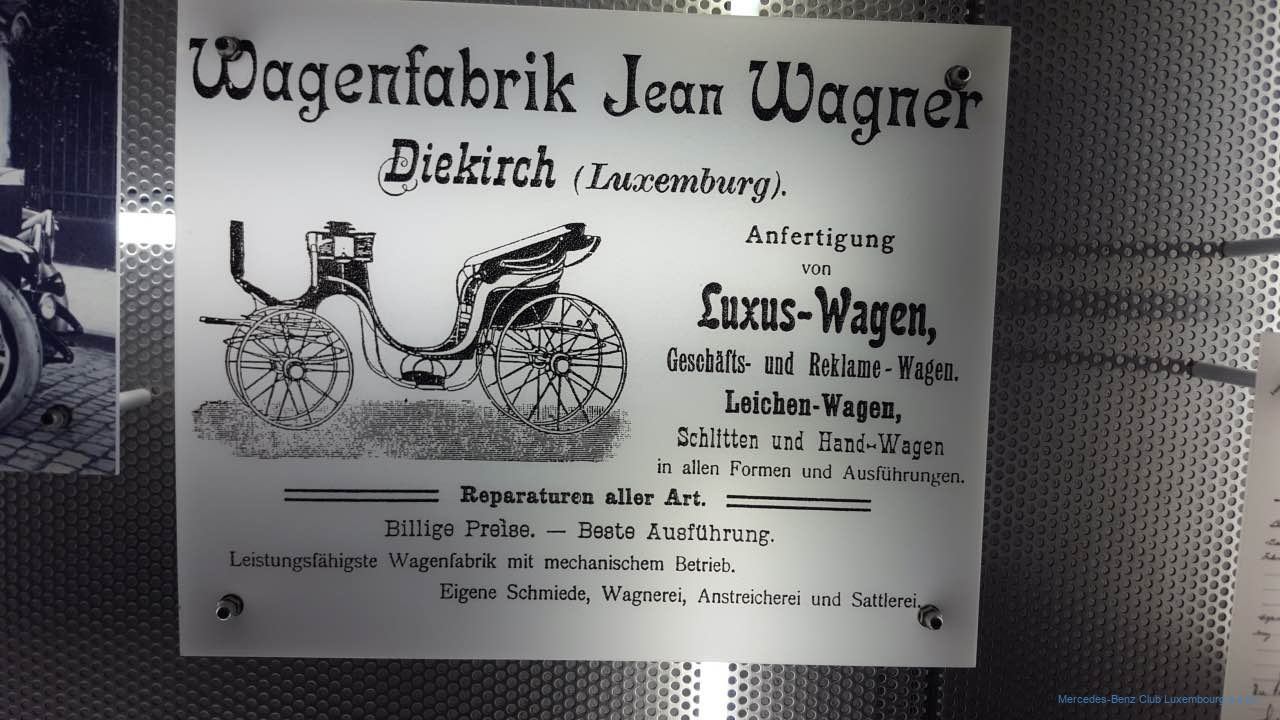 Wagenfabrik Jean Wagner
Diekirch (Luxemburg).
Anfertigung
von
Luxus-Wagen,
Geschäfts- und Reklame-Wagen.
Leichen-Wagen,
Schlitten und Hand-Wagen
in allen Formen und Ausführungen.
Reparaturen aller Art.
Billige Preise. — Beste Ausführung.
Leistungsfähigste Wagenfabrik mit mechanischem Betrieb.
Eigene Schmiede, Wagnerei, Anstreicherei und Sattlerei.
Mercedes-Benz Club Luxembourg